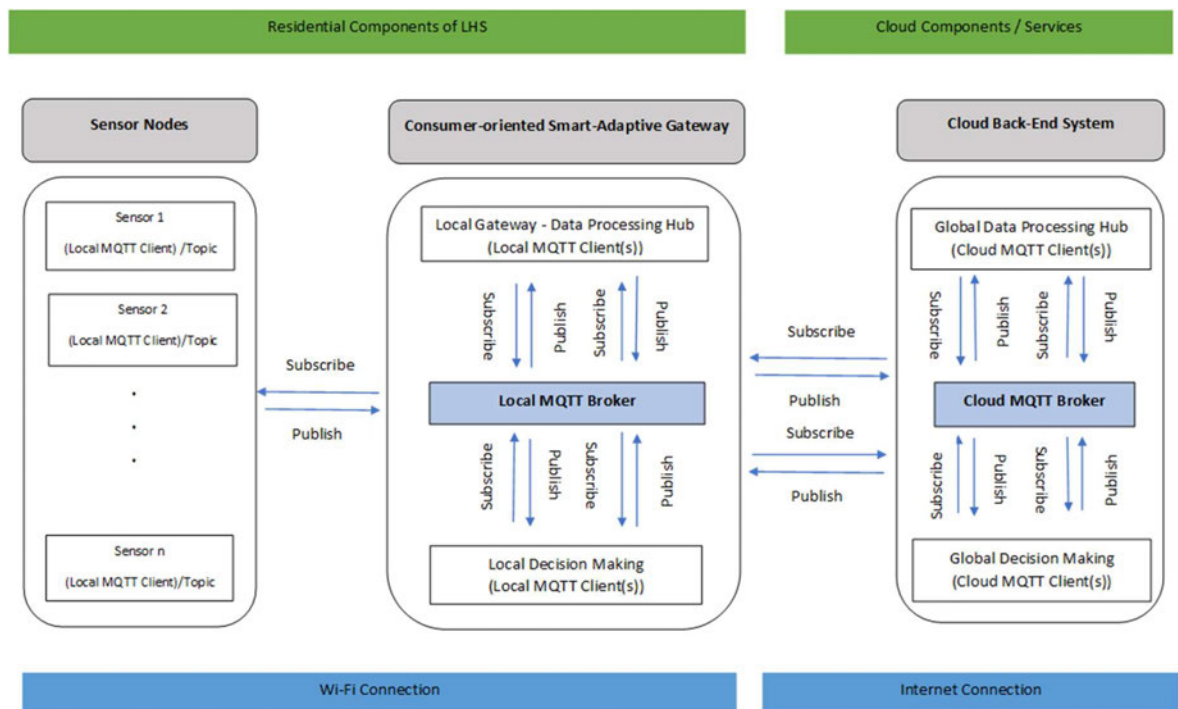 Residential Components of LHS
Cloud Components / Services
Sensor Nodes
Consumer-oriented Smart-Adaptive Gateway
Cloud Back-End System
Sensor 1
(Local MQTT Client) /Topic
Sensor 2
(Local MQTT Client)/Topic
.
.
.
Sensor n
(Local MQTT Client)/Topic
Subscribe
Publish
Local Gateway - Data Processing Hub
(Local MQTT Client(s))
Subscribe
Publish
Subscribe
Publish
Local MQTT Broker
Subscribe
Publish
Subscribe
Publish
Local Decision Making
(Local MQTT Client(s))
Subscribe
Publish
Subscribe
Publish
Global Data Processing Hub
(Cloud MQTT Client(s))
Subscribe
Publish
Subscribe
Publish
Cloud MQTT Broker
Subscribe
Publish
Subscribe
Publish
Global Decision Making
(Cloud MQTT Client(s))
Wi-Fi Connection
Internet Connection